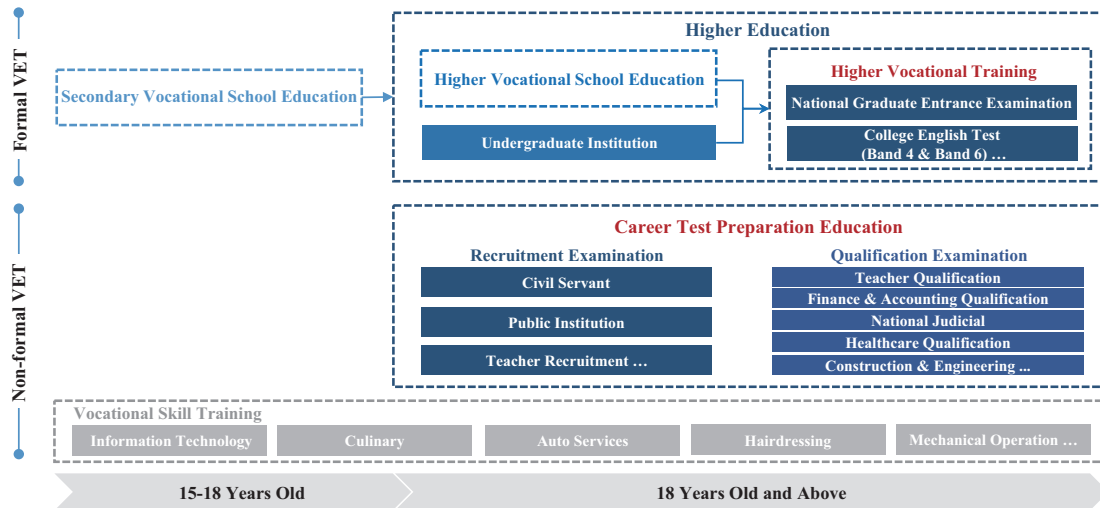 Formal VET
Higher Education
Secondary Vocational School Education
Higher Vocational School Education
Undergraduate Institution
Higher Vocational Training
National Graduate Entrance Examination
College English Test
(Band 4 & Band 6) …
Non-formal VET
Career Test Preparation Education
Recruitment Examination
Civil Servant
Public Institution
Teacher Recruitment …
Qualification Examination
Teacher Qualification
Finance & Accounting Qualification
National Judicial
Healthcare Qualification
Construction & Engineering ...
Vocational Skill Training
Information Technology
Culinary
Auto Services
Hairdressing
Mechanical Operation …
15-18 Years Old
18 Years Old and Above